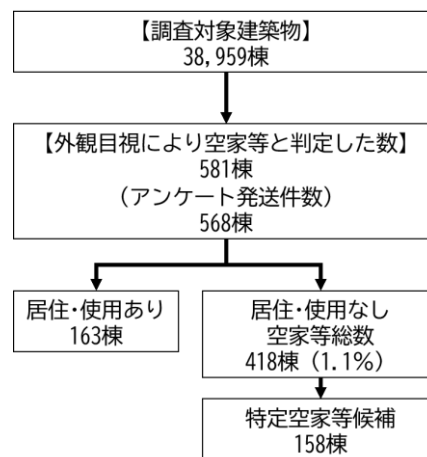 【調査対象建築物】
38,959棟
【外観目視により空家等と判定した数】
581棟
(アンケート発送件数)
568棟
居住・使用あり
163棟
居住・使用なし
空家等総数
418棟 (1.1%)
特定空家等候補
158棟